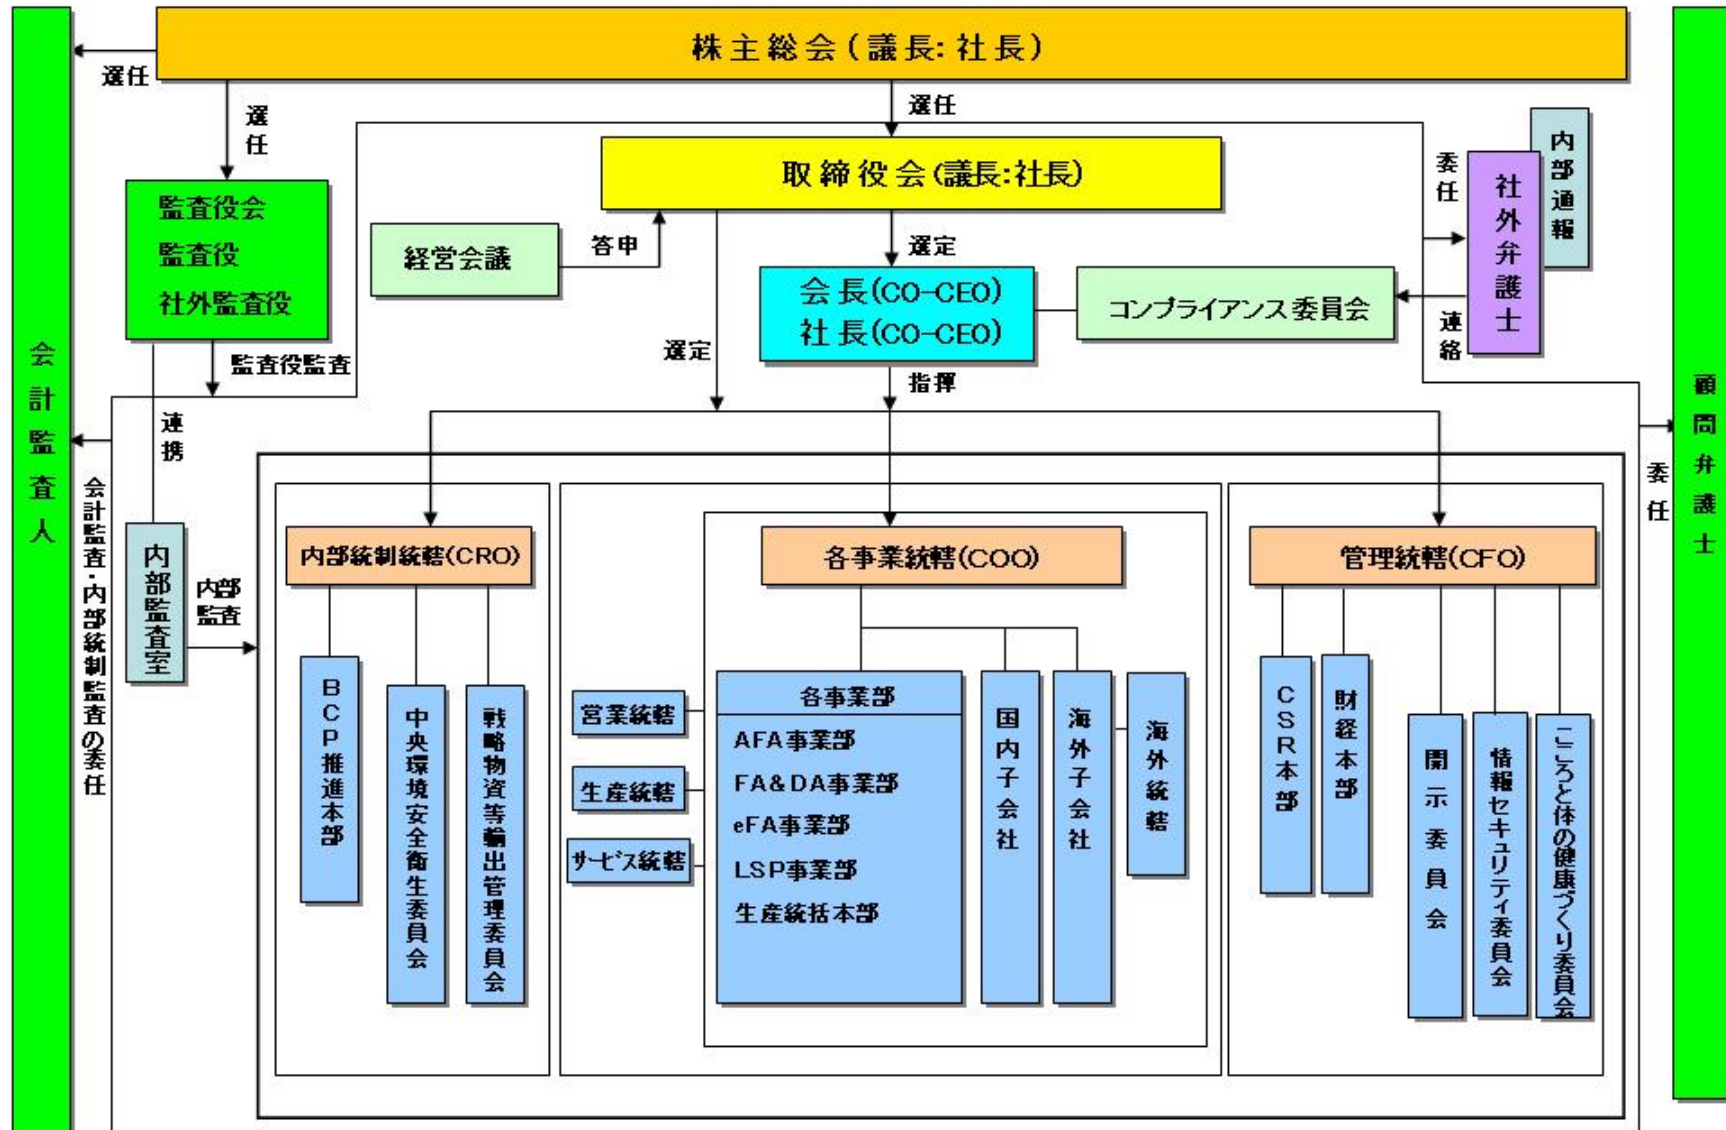 株主総会(議長:社長)
選任
選任
選任
取締役会(議長:社長)
監査役会
監査役
社外監査役
経営会議
答申
選定
選定
会長(CO-CEO)
社長(CO-CEO)
コンプライアンス委員会
委任
社外弁護士
内部通報
連絡
監査役監査
指揮
連携
会計監査人
会計監査・内部統制監査の委任
顧問弁護士
委任
内部監査室
内部監査
内部統制統轄(CRO)
各事業統轄(COO)
管理統轄(CFO)
BCP推進本部
中央環境安全衛生委員会
戦略物資等輸出管理委員会
営業統轄
生産統轄
サービス統轄
各事業部
AFA事業部
FA&DA事業部
eFA事業部
LSP事業部
生産統括本部
国内子会社
海外子会社
海外統轄
CSR本部
財経本部
開示委員会
情報セキュリティ委員会
こころと体の健康づくり委員会